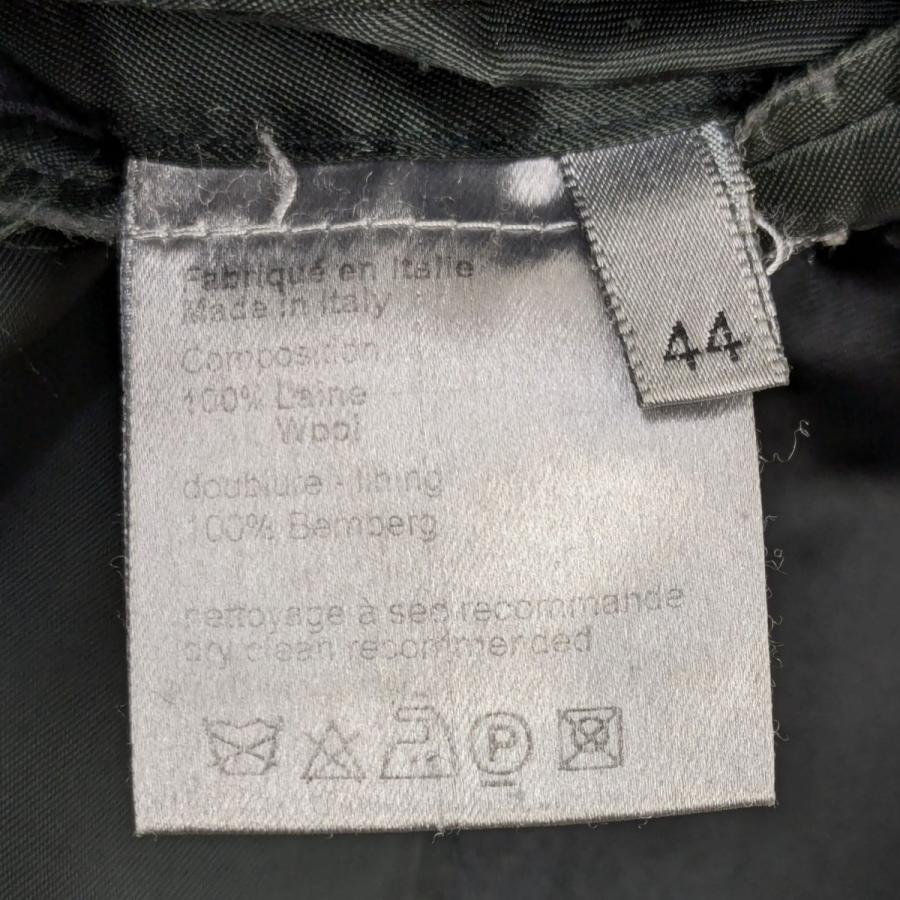 Fabriqué en Italie
Made in Italy
44
Composition
100% Laine
Wool
doublure - lining
100% Bemberg
nettoyage à sec recommande
dry clean recommended
P